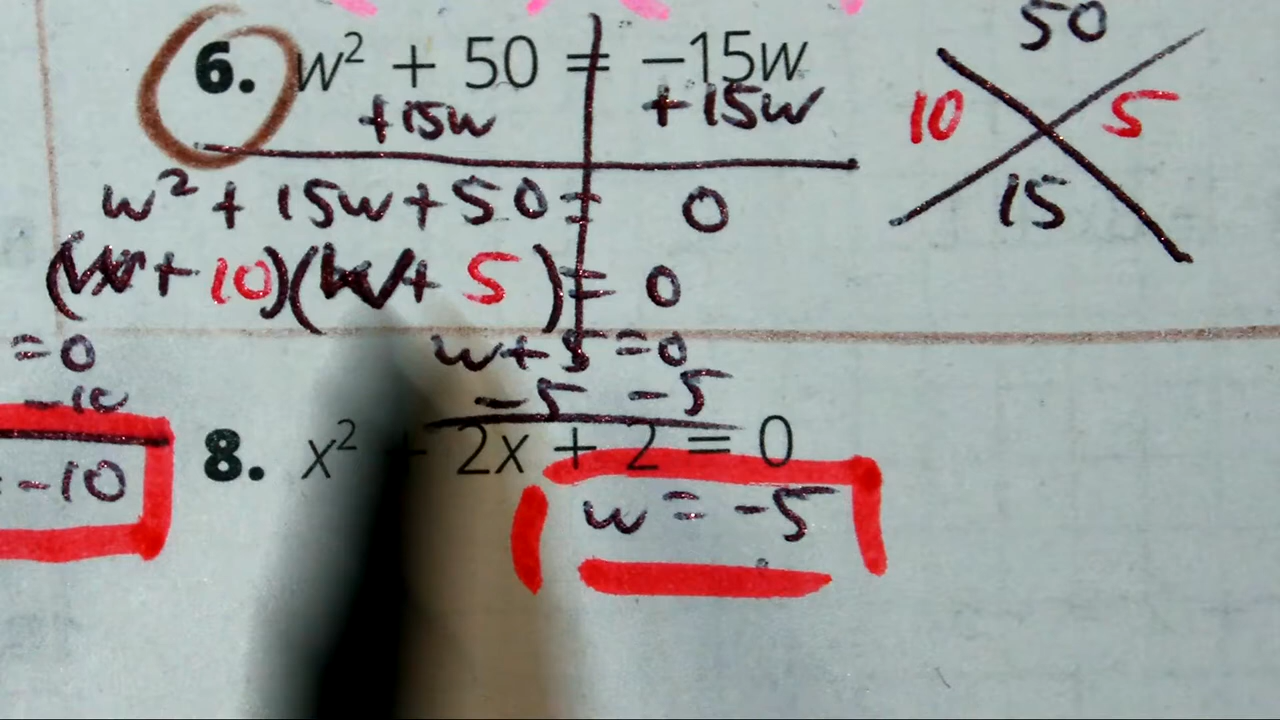 50
6. w² + 50 = -15w
+15w +15w
10 5
15
w² + 15w + 50 = 0
(w + 10)(w + 5) = 0
= 0
w + 5 = 0
-10
-5 -5
8. x² - 2x + 2 = 0
= -10
w = -5